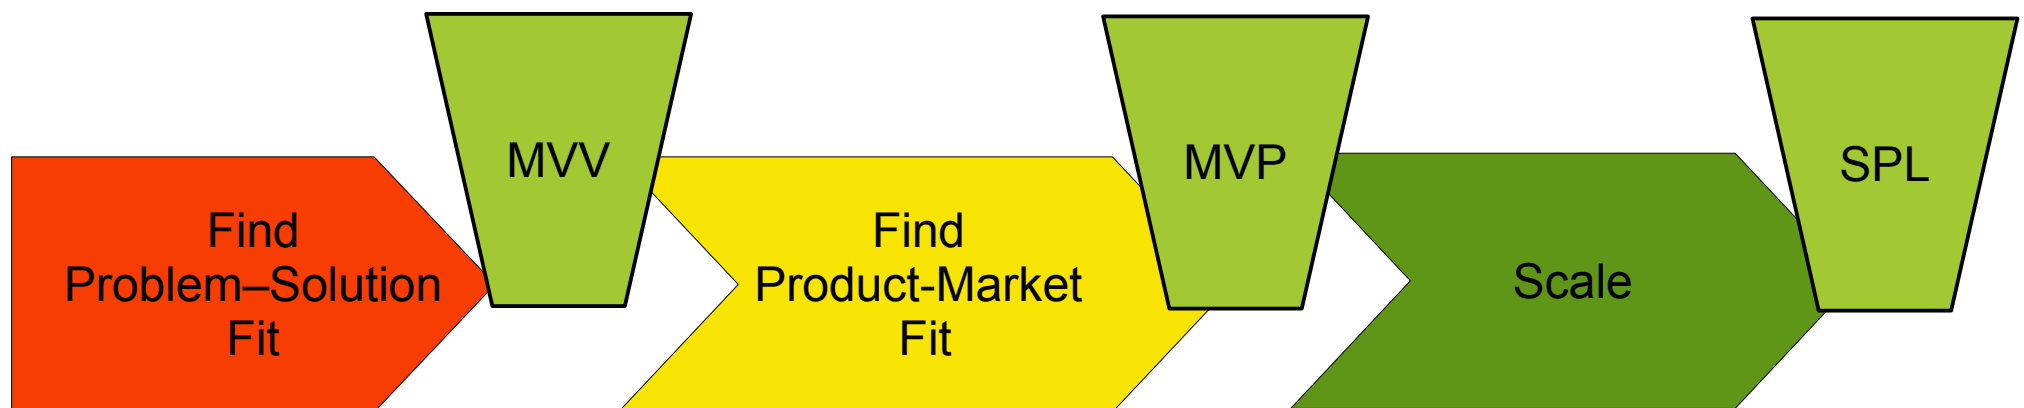 MVV
MVP
SPL
Find
Problem–Solution
Fit
Find
Product-Market
Fit
Scale